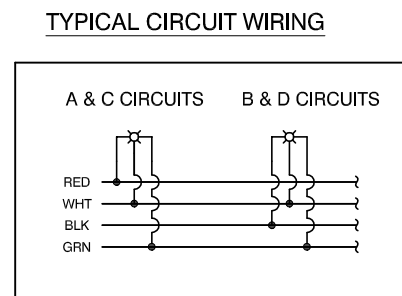 TYPICAL CIRCUIT WIRING
A & C CIRCUITS B & D CIRCUITS
RED
WHT
BLK
GRN